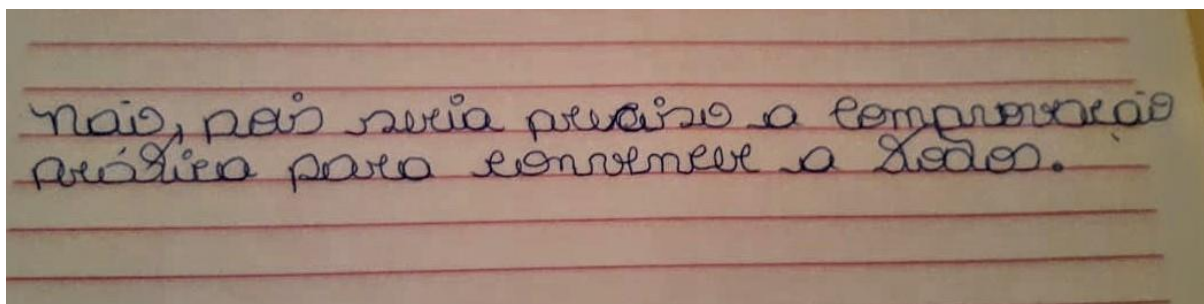 Não, pois seria preciso a comprovação
prática para convencer a todos.